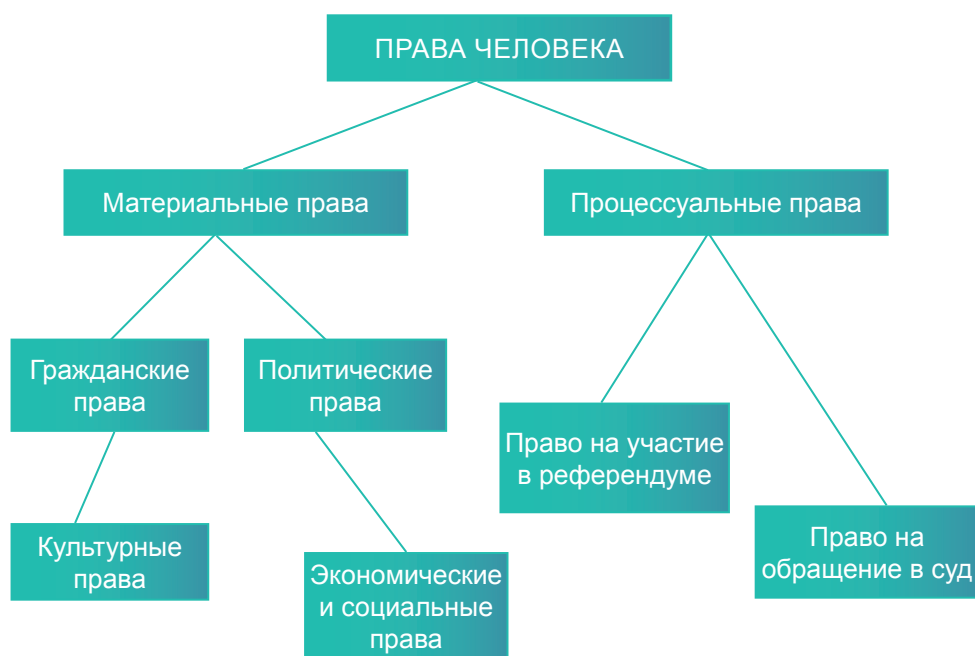 ПРАВА ЧЕЛОВЕКА
Материальные права
Процессуальные права
Гражданские
права
Политические
права
Право на участие
в референдуме
Культурные
права
Экономические
и социальные
права
Право на
обращение в суд